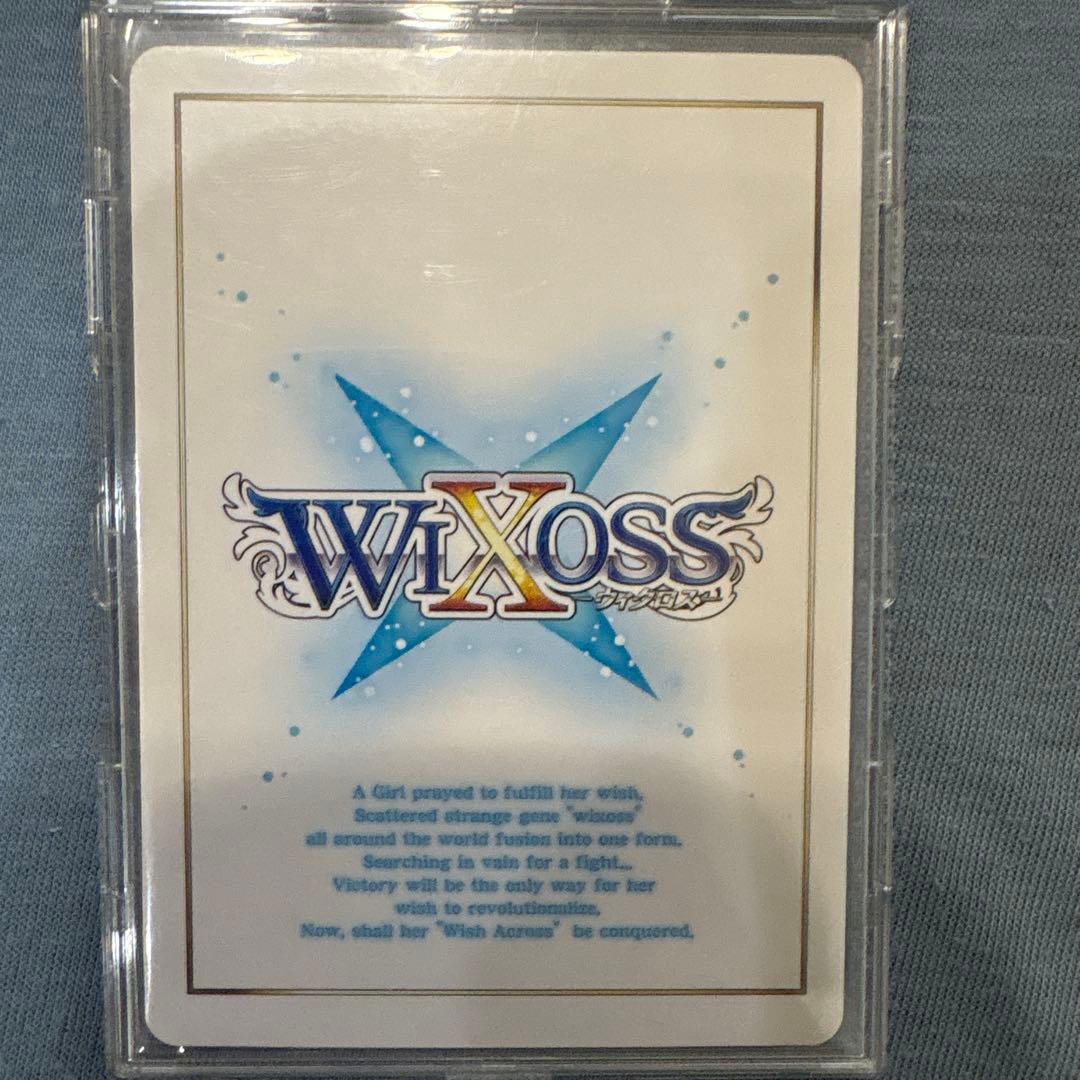 WIXOSS
－ウィクロス－
A Girl prayed to fulfill her wish,
Scattered strange gene "wixoss"
all around the world fusion into one form.
Searching in vain for a fight...
Victory will be the only way for her
wish to revolutionalize.
Now, shall her "Wish Across" be conquered.